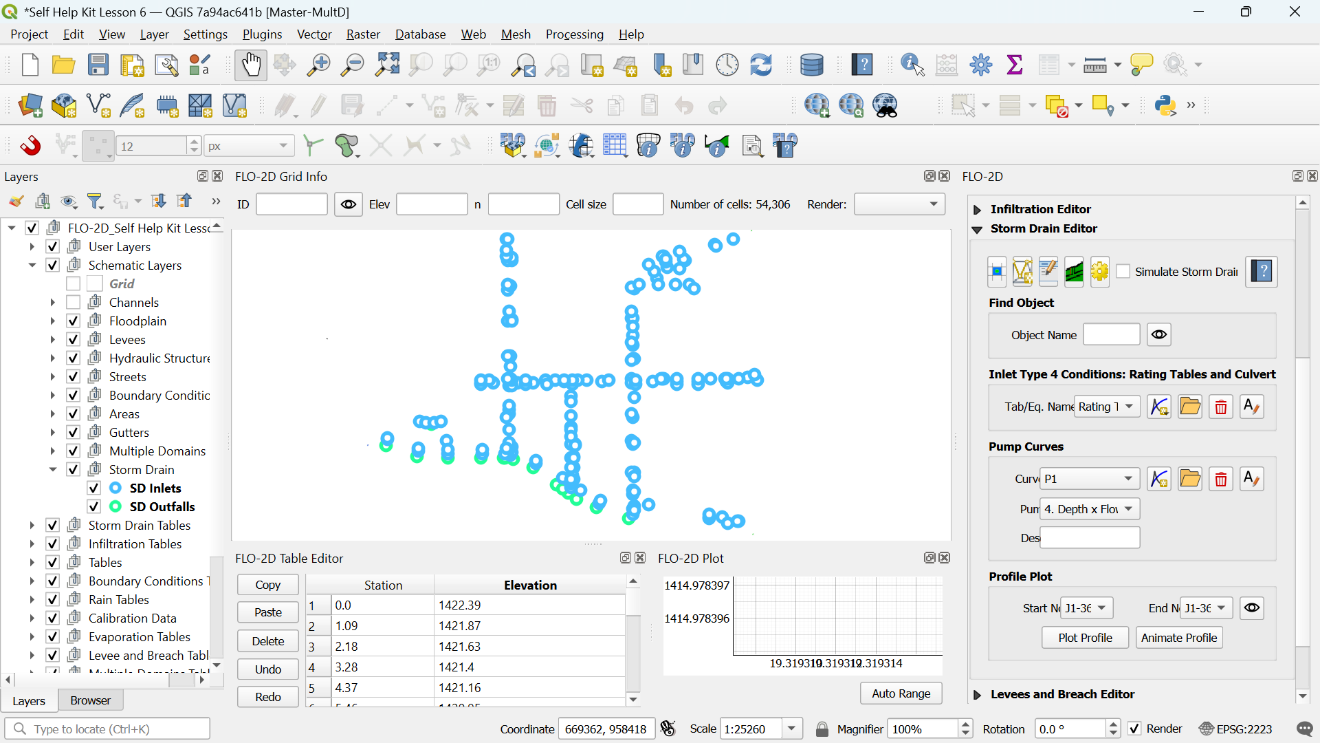 *Self Help Kit Lesson 6 — QGIS 7a94ac641b [Master-MultD]
Project Edit View Layer Settings Plugins Vector Raster Database Web Mesh Processing Help
12 px
Layers
FLO-2D_Self Help Kit Lesso
User Layers
Schematic Layers
Grid
Channels
Floodplain
Levees
Hydraulic Structure
Streets
Boundary Conditio
Areas
Gutters
Multiple Domains
Storm Drain
SD Inlets
SD Outfalls
Storm Drain Tables
Infiltration Tables
Tables
Boundary Conditions T
Rain Tables
Calibration Data
Evaporation Tables
Levee and Breach Tabl
Layers Browser
FLO-2D Grid Info
ID Elev n Cell size Number of cells: 54,306 Render:
FLO-2D Table Editor
Copy
Paste
Delete
Undo
Redo
Station Elevation
1 0.0 1422.39
2 1.09 1421.87
3 2.18 1421.63
4 3.28 1421.4
5 4.37 1421.16
FLO-2D Plot
1414.978397
1414.978396
Auto Range
FLO-2D
Infiltration Editor
Storm Drain Editor
Simulate Storm Drain
Find Object
Object Name
Inlet Type 4 Conditions: Rating Tables and Culvert
Tab/Eq. Name Rating T
Pump Curves
Curv P1
Pum 4. Depth x Flow
Des
Profile Plot
Start No J1-36 End N J1-36
Plot Profile Animate Profile
Levees and Breach Editor
Type to locate (Ctrl+K) Coordinate 669362, 958418 Scale 1:25260 Magnifier 100% Rotation 0.0 ° Render EPSG:2223